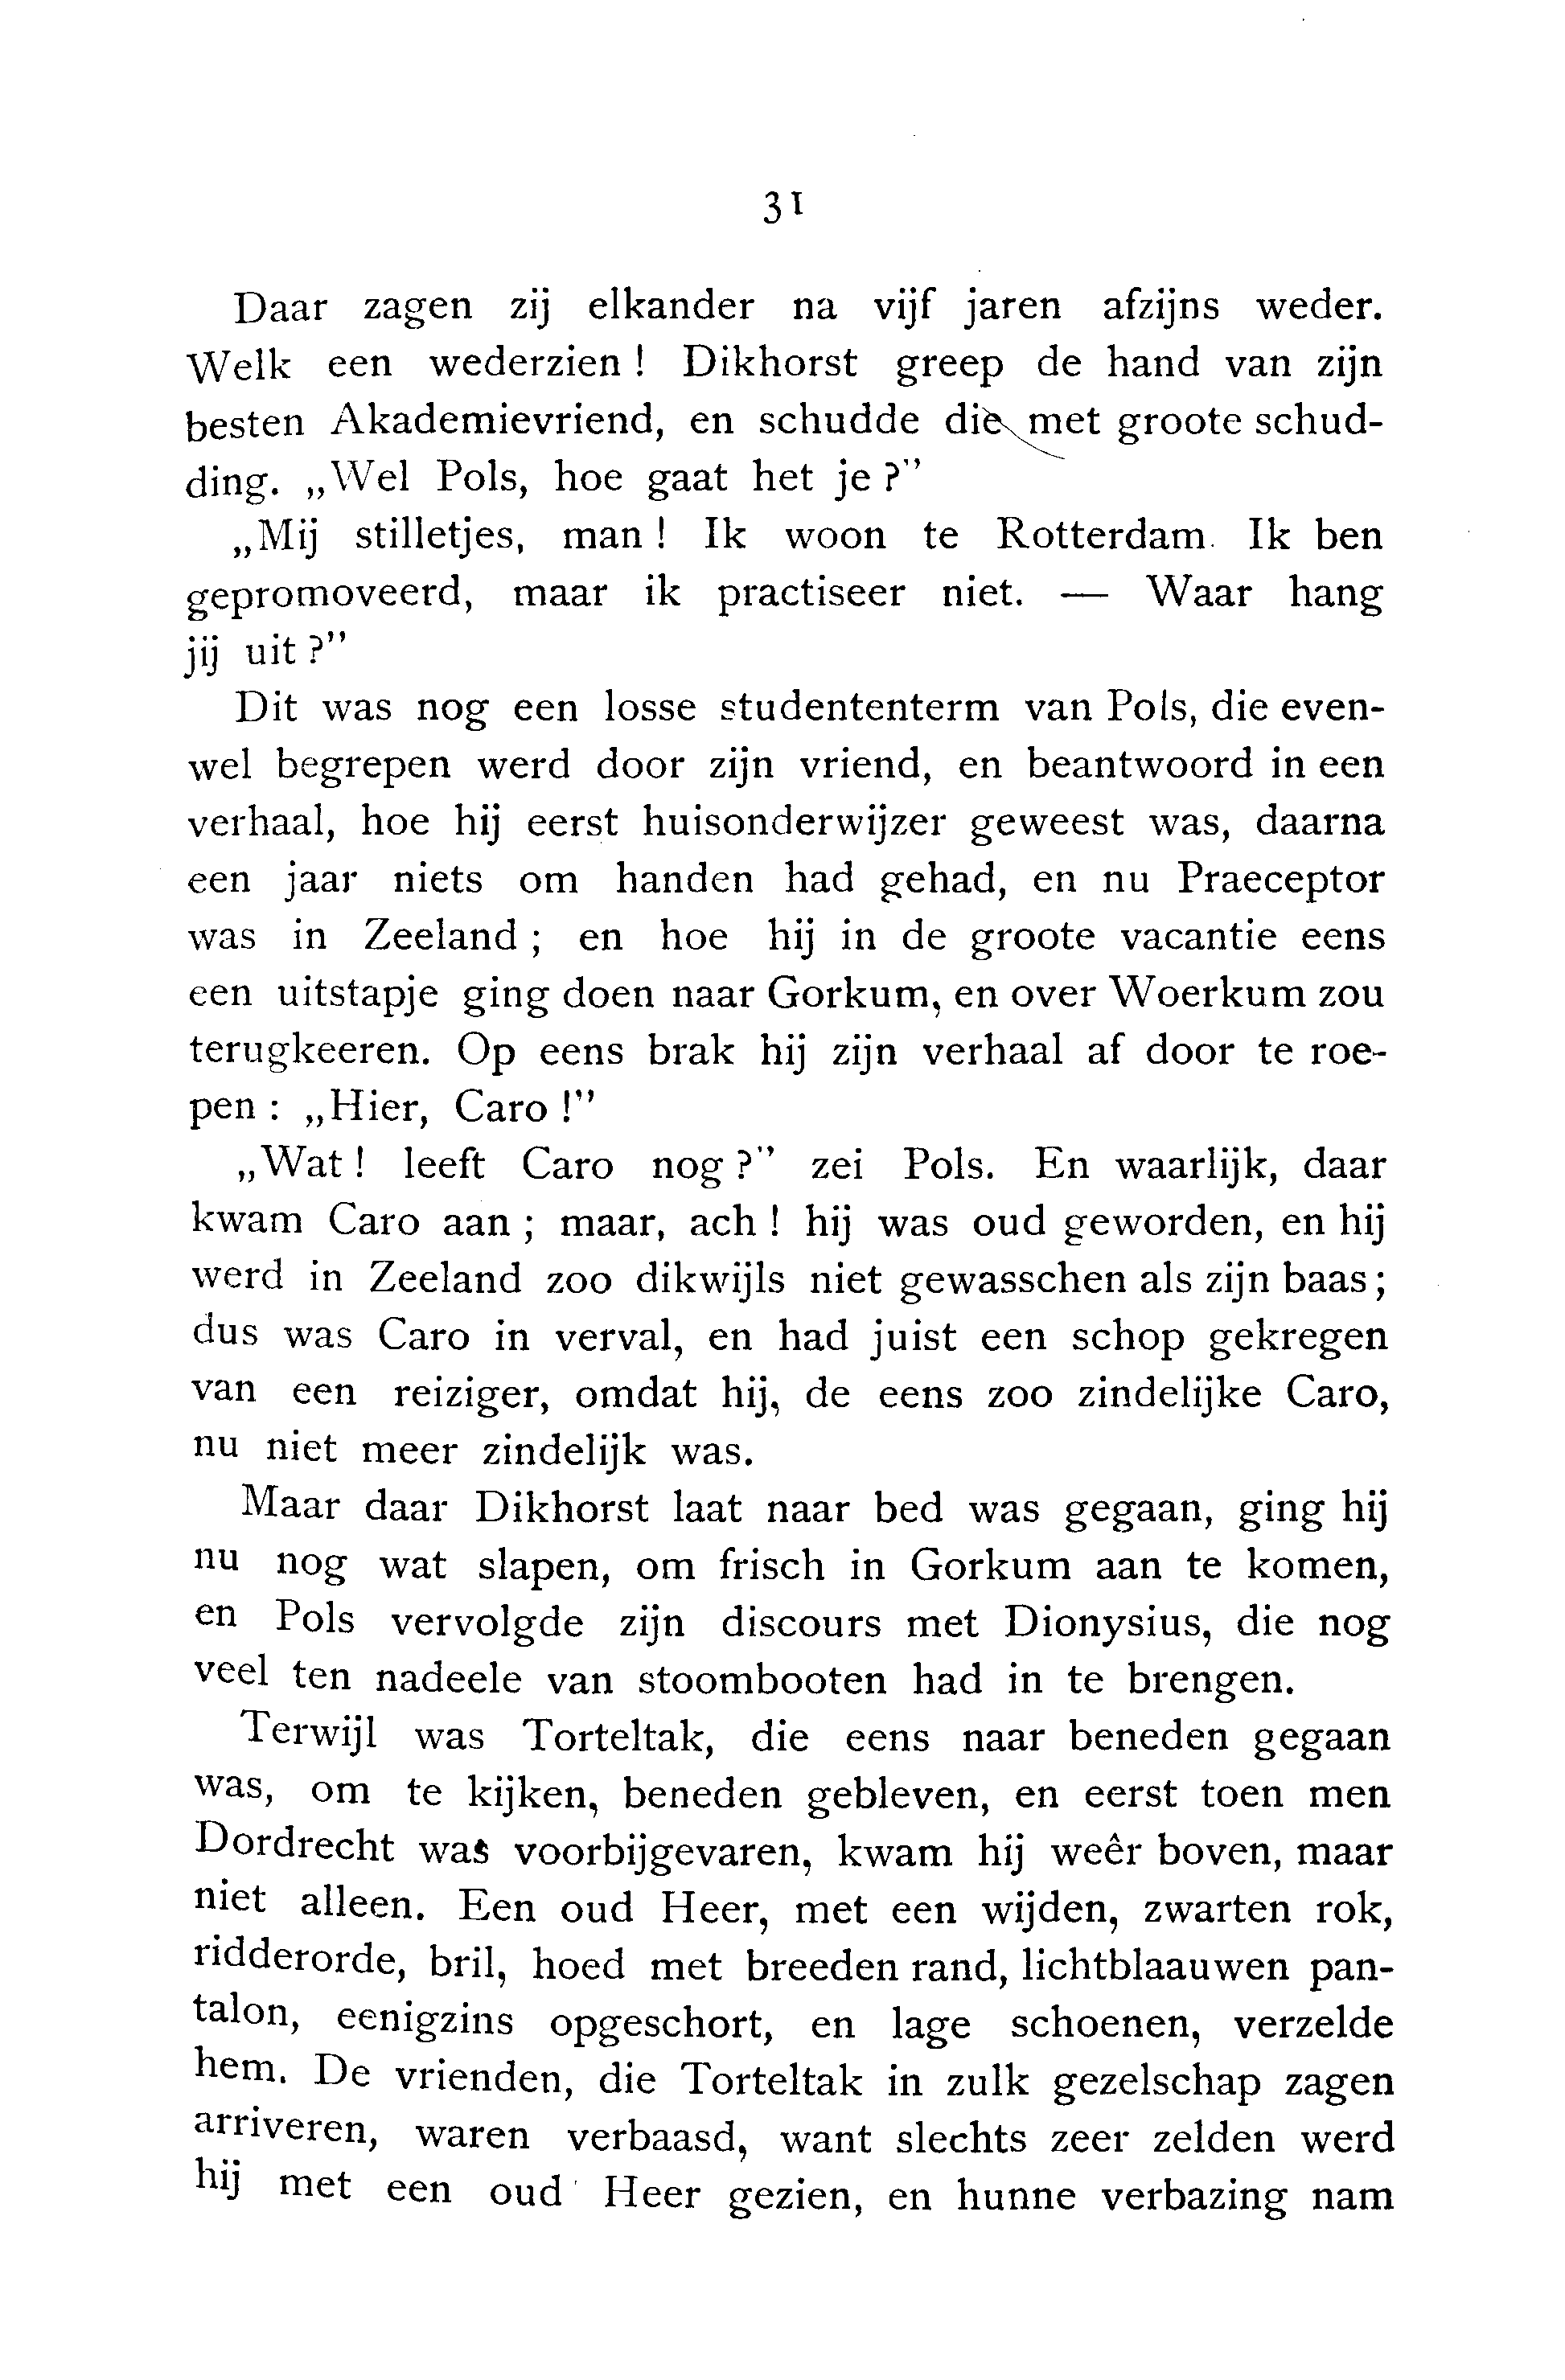 31
Daar zagen zij elkander na vijf jaren afzijns weder.
Welk een wederzien ! Dikhorst greep de hand van zijn
besten Akademievriend, en schudde die met groote schud-
ding. „Wel Pols, hoe gaat het je ?”
„Mij stilletjes, man ! Ik woon te Rotterdam. Ik ben
gepromoveerd, maar ik practiseer niet. — Waar hang
jij uit ?”
Dit was nog een losse studententerm van Pols, die even-
wel begrepen werd door zijn vriend, en beantwoord in een
verhaal, hoe hij eerst huisonderwijzer geweest was, daarna
een jaar niets om handen had gehad, en nu Praeceptor
was in Zeeland ; en hoe hij in de groote vacantie eens
een uitstapje ging doen naar Gorkum, en over Woerkum zou
terugkeeren. Op eens brak hij zijn verhaal af door te roe-
pen : „Hier, Caro !”
„Wat ! leeft Caro nog ?” zei Pols. En waarlijk, daar
kwam Caro aan ; maar, ach ! hij was oud geworden, en hij
werd in Zeeland zoo dikwijls niet gewasschen als zijn baas ;
dus was Caro in verval, en had juist een schop gekregen
van een reiziger, omdat hij, de eens zoo zindelijke Caro,
nu niet meer zindelijk was.
Maar daar Dikhorst laat naar bed was gegaan, ging hij
nu nog wat slapen, om frisch in Gorkum aan te komen,
en Pols vervolgde zijn discours met Dionysius, die nog
veel ten nadeele van stoombooten had in te brengen.
Terwijl was Torteltak, die eens naar beneden gegaan
was, om te kijken, beneden gebleven, en eerst toen men
Dordrecht was voorbijgevaren, kwam hij weêr boven, maar
niet alleen. Een oud Heer, met een wijden, zwarten rok,
ridderorde, bril, hoed met breeden rand, lichtblaauwen pan-
talon, eenigzins opgeschort, en lage schoenen, verzelde
hem. De vrienden, die Torteltak in zulk gezelschap zagen
arriveren, waren verbaasd, want slechts zeer zelden werd
hij met een oud Heer gezien, en hunne verbazing nam